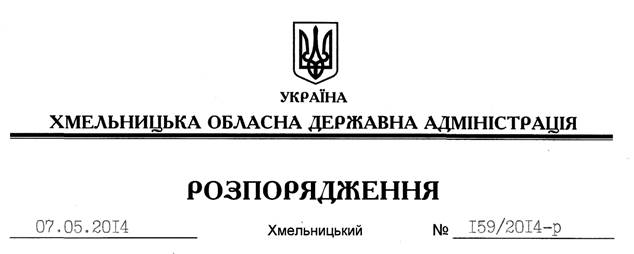 УКРАЇНА
ХМЕЛЬНИЦЬКА ОБЛАСНА ДЕРЖАВНА АДМІНІСТРАЦІЯ
РОЗПОРЯДЖЕННЯ
07.05.2014 Хмельницький № 159/2014-р